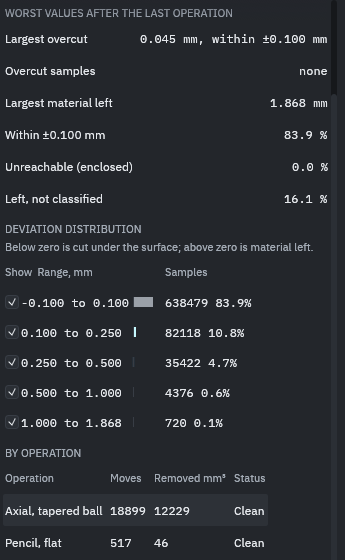 WORST VALUES AFTER THE LAST OPERATION
Largest overcut 0.045 mm, within ±0.100 mm
Overcut samples none
Largest material left 1.868 mm
Within ±0.100 mm 83.9 %
Unreachable (enclosed) 0.0 %
Left, not classified 16.1 %
DEVIATION DISTRIBUTION
Below zero is cut under the surface; above zero is material left.
Show Range, mm Samples
-0.100 to 0.100 638479 83.9%
0.100 to 0.250 82118 10.8%
0.250 to 0.500 35422 4.7%
0.500 to 1.000 4376 0.6%
1.000 to 1.868 720 0.1%
BY OPERATION
Operation Moves Removed mm³ Status
Axial, tapered ball 18899 12229 Clean
Pencil, flat 517 46 Clean